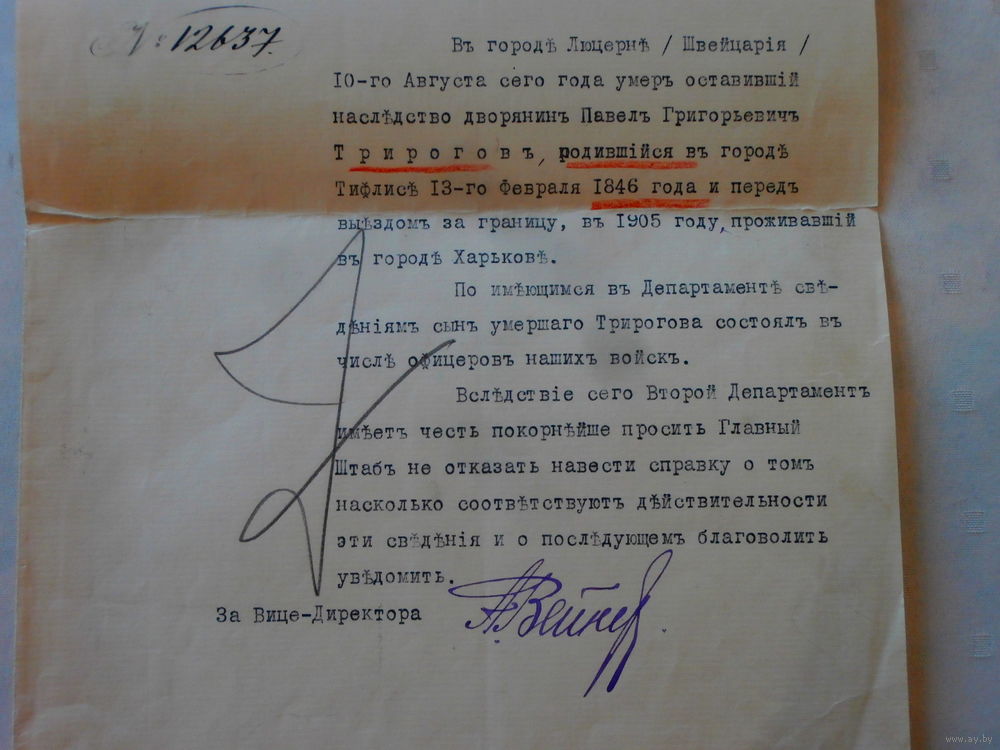 № 12637.
Въ городѣ Люцернѣ / Швейцарія /
10-го Августа сего года умеръ оставившій
наслѣдство дворянинъ Павелъ Григорьевичъ
Трироговъ, родившійся въ городѣ
Тифлисѣ 13-го Февраля 1846 года и передъ
выѣздомъ за границу, въ 1905 году, проживавшій
въ городѣ Харьковѣ.
По имѣющимся въ Департаментѣ свѣ-
дѣніямъ сынъ умершаго Трирогова состоялъ въ
числѣ офицеровъ нашихъ войскъ.
Вслѣдствіе сего Второй Департаментъ
имѣетъ честь покорнѣйше просить Главный
Штабъ не отказать навести справку о томъ
насколько соотвѣтствуютъ дѣйствительности
эти свѣдѣнія и о послѣдующемъ благоволить
увѣдомить.
За Вице-Директора
www.ay.by